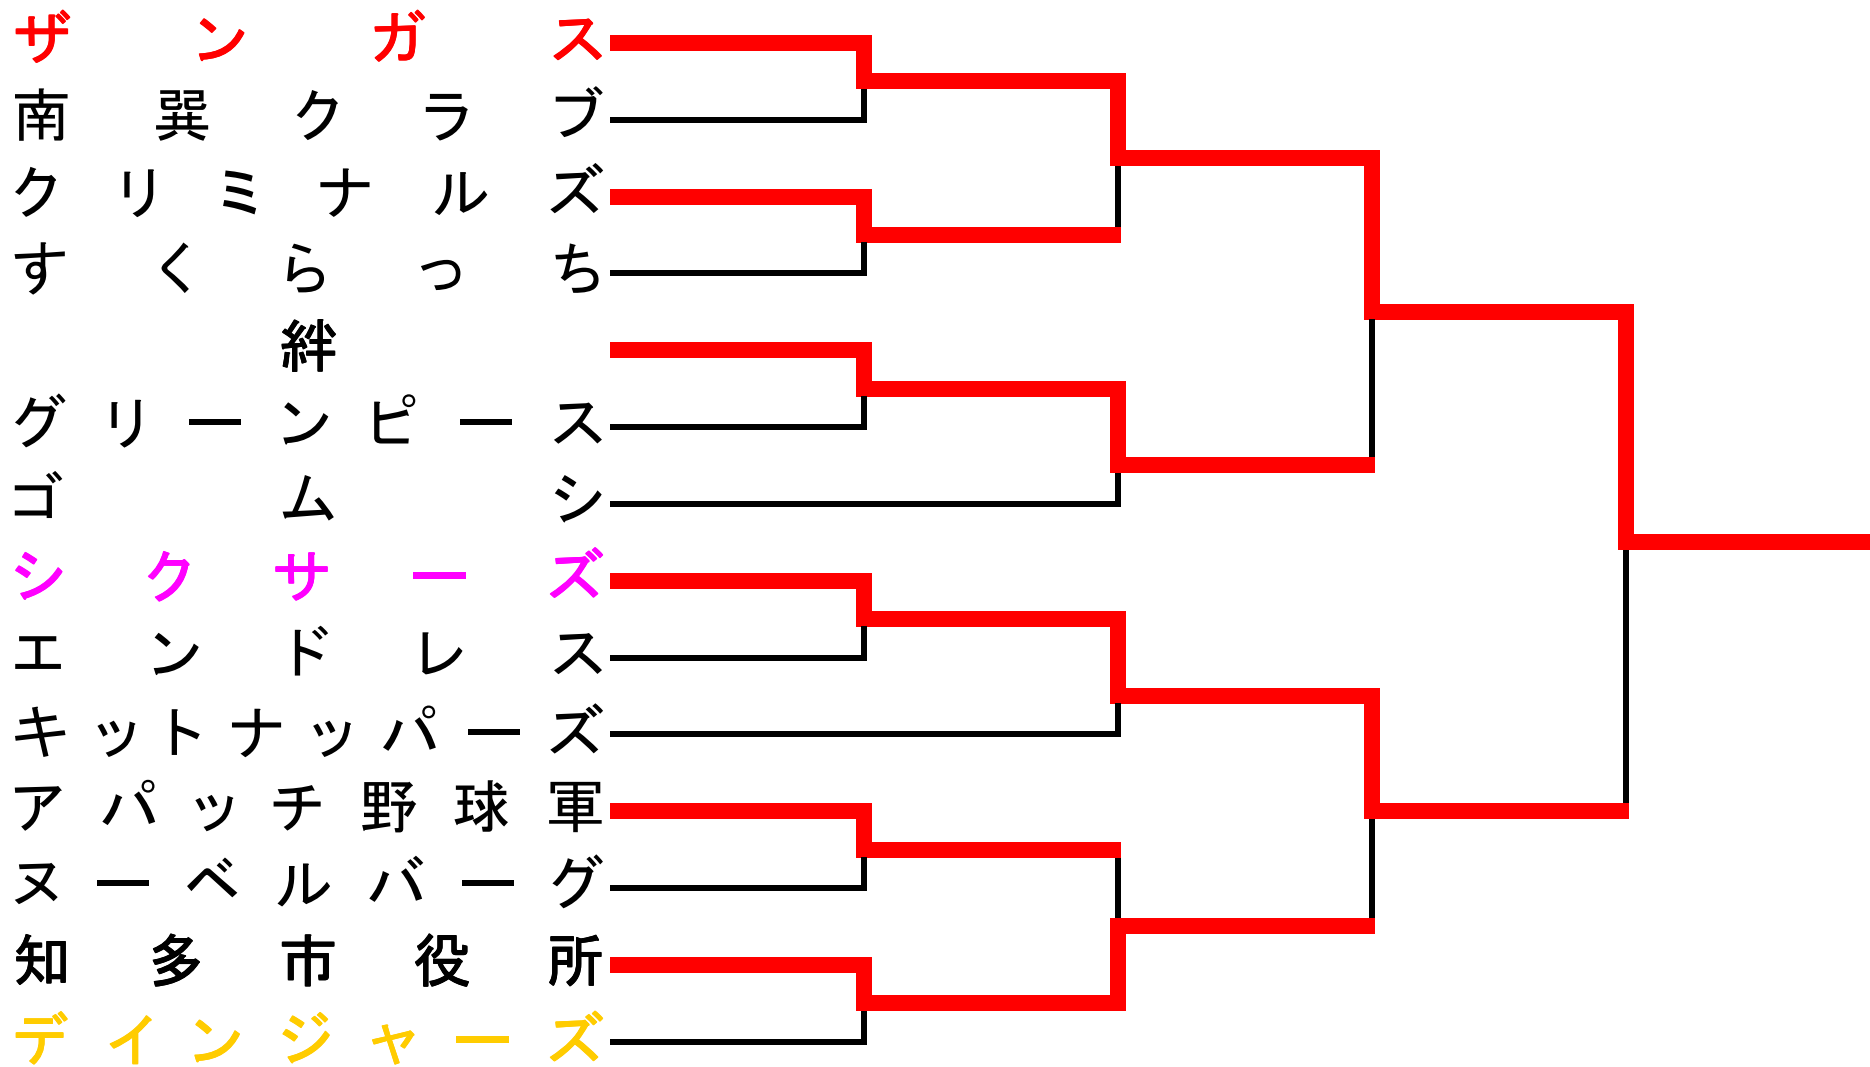 ザンガス
南巽クラブ
クリミナルズ
すくらっち
絆
グリーンピース
ゴムシ
シクサーズ
エンドレス
キットナッパーズ
アパッチ野球軍
ヌーベルバーグ
知多市役所
デインジャーズ